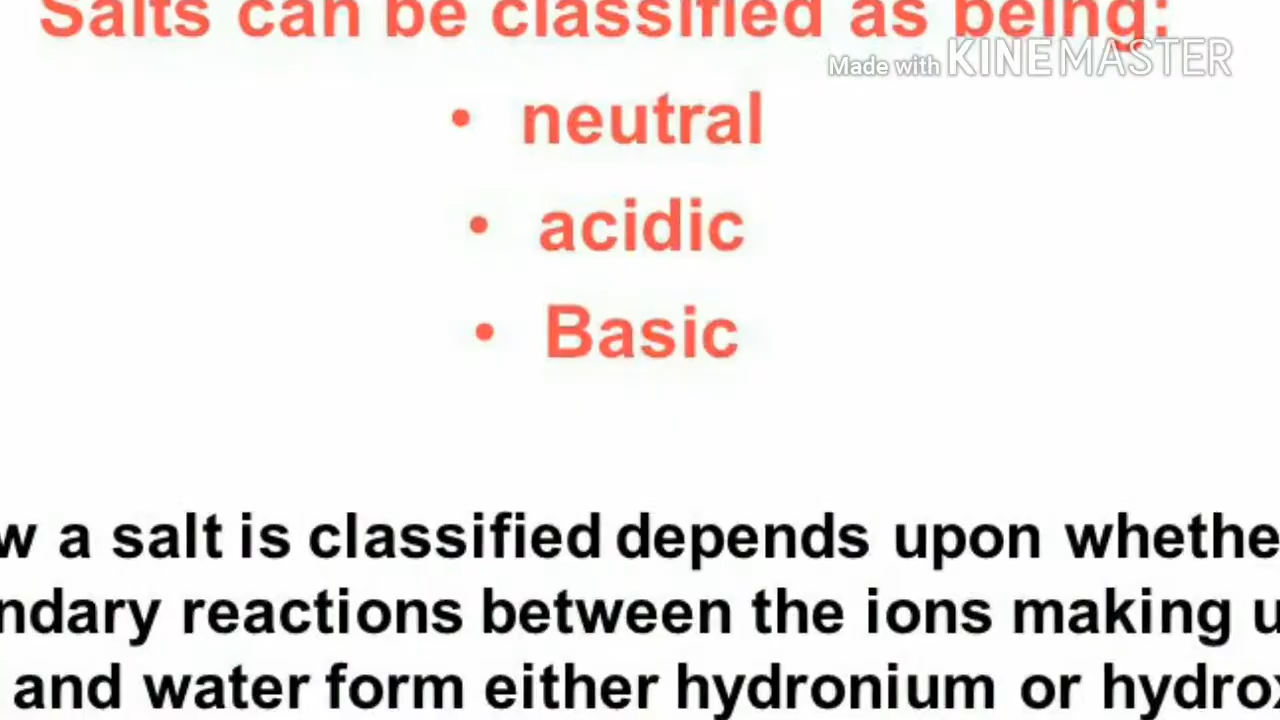 Salts can be classified as being:
Made with KINEMASTER
• neutral
• acidic
• Basic
w a salt is classified depends upon whethe
ndary reactions between the ions making u
and water form either hydronium or hydrox